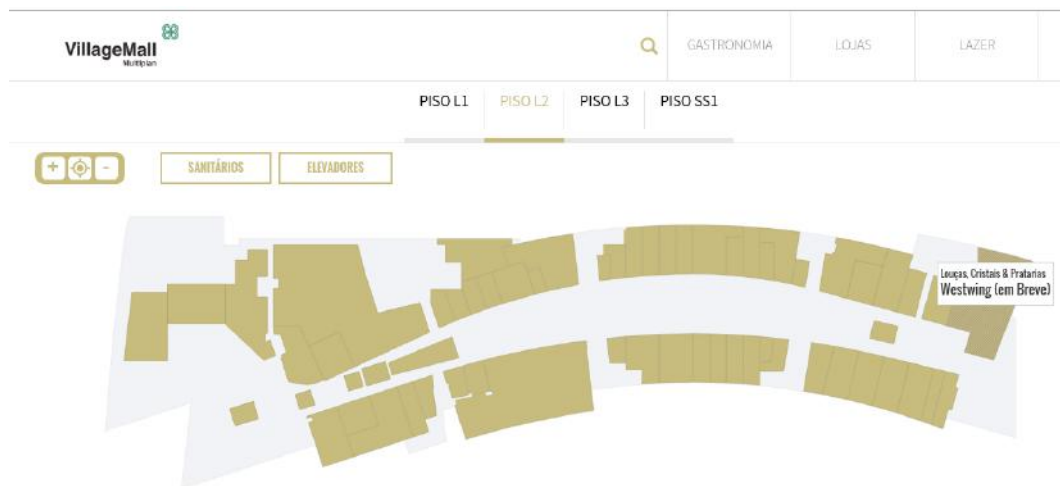 VillageMall
Multiplan
GASTRONOMIA
LOJAS
LAZER
PISO L1
PISO L2
PISO L3
PISO SS1
+
-
SANITÁRIOS
ELEVADORES
Louças, Cristais & Pratarias
Westwing (em Breve)